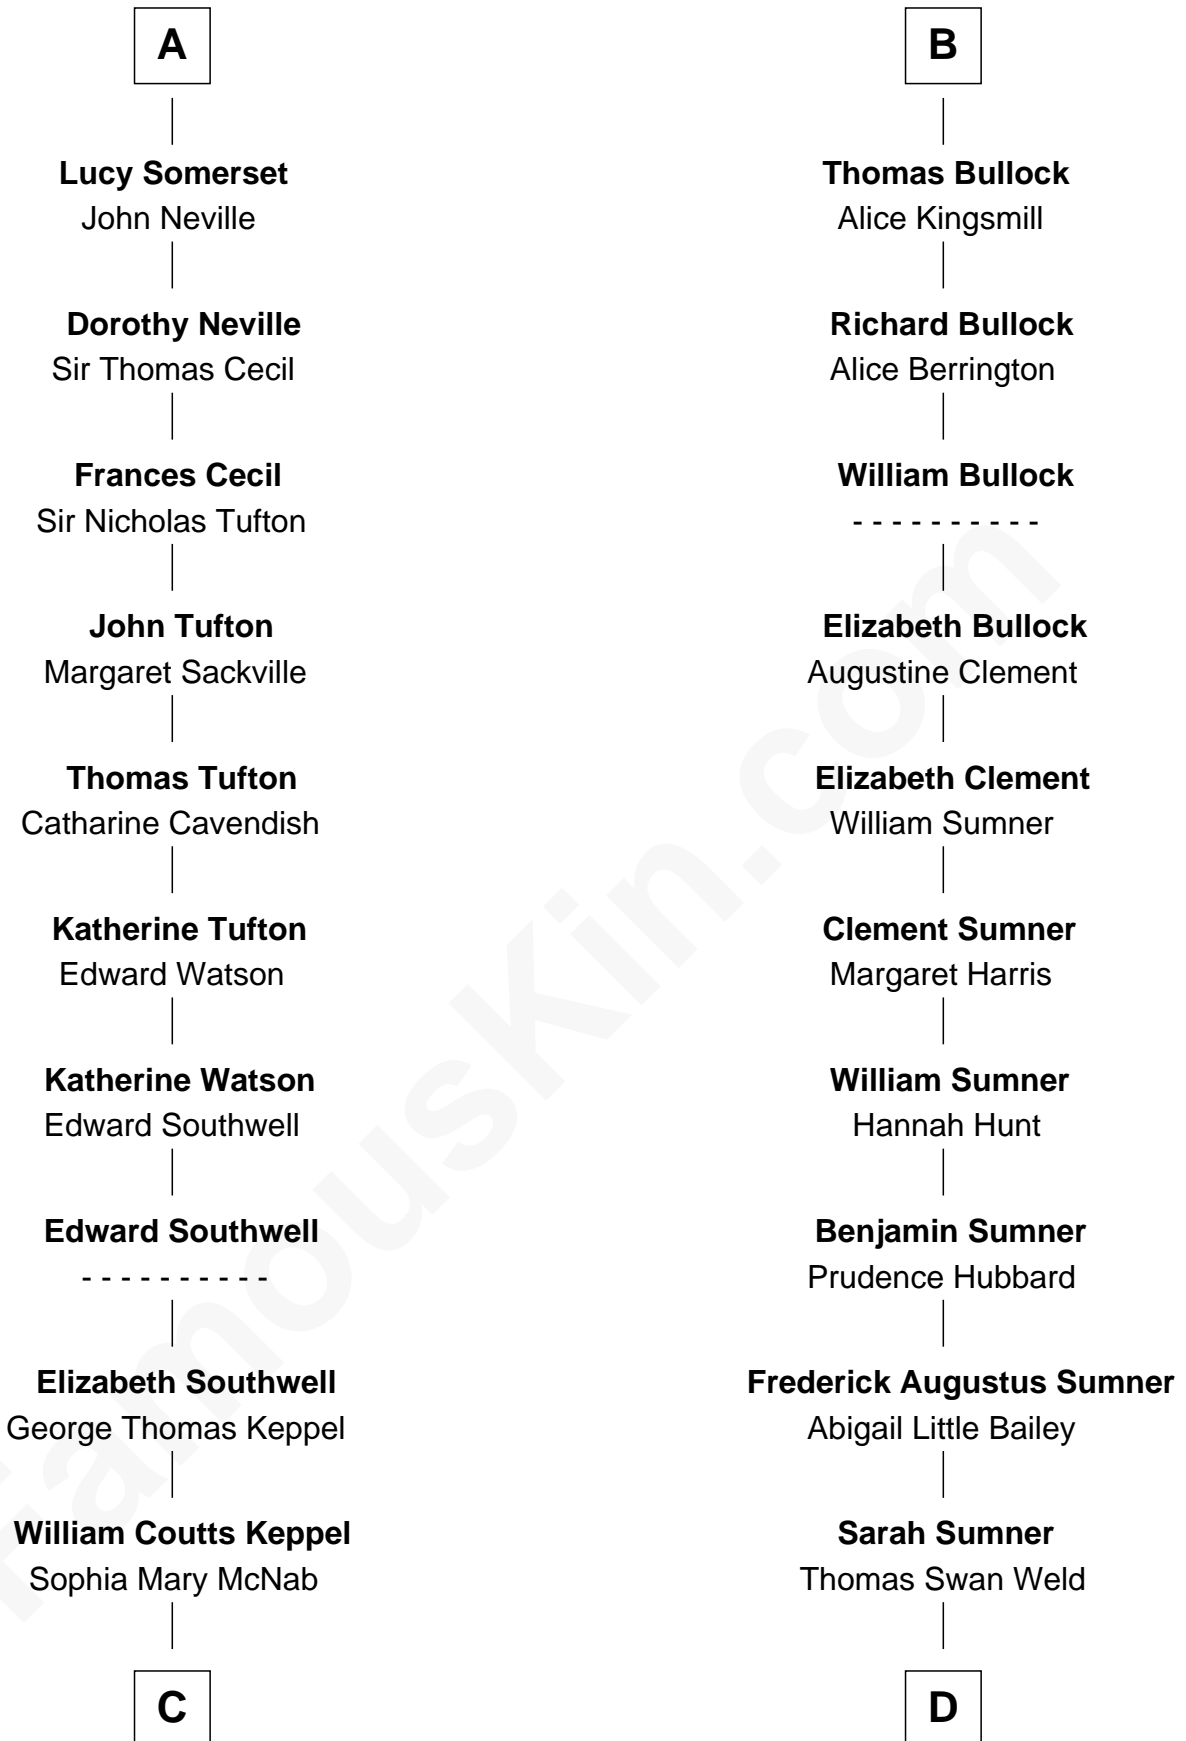 A
Lucy Somerset
John Neville
Dorothy Neville
Sir Thomas Cecil
Frances Cecil
Sir Nicholas Tufton
John Tufton
Margaret Sackville
Thomas Tufton
Catharine Cavendish
Katherine Tufton
Edward Watson
Katherine Watson
Edward Southwell
Edward Southwell
- - - - - - - - - -
Elizabeth Southwell
George Thomas Keppel
William Coutts Keppel
Sophia Mary McNab
C
B
Thomas Bullock
Alice Kingsmill
Richard Bullock
Alice Berrington
William Bullock
- - - - - - - - - -
Elizabeth Bullock
Augustine Clement
Elizabeth Clement
William Sumner
Clement Sumner
Margaret Harris
William Sumner
Hannah Hunt
Benjamin Sumner
Prudence Hubbard
Frederick Augustus Sumner
Abigail Little Bailey
Sarah Sumner
Thomas Swan Weld
D
FamousKin.com